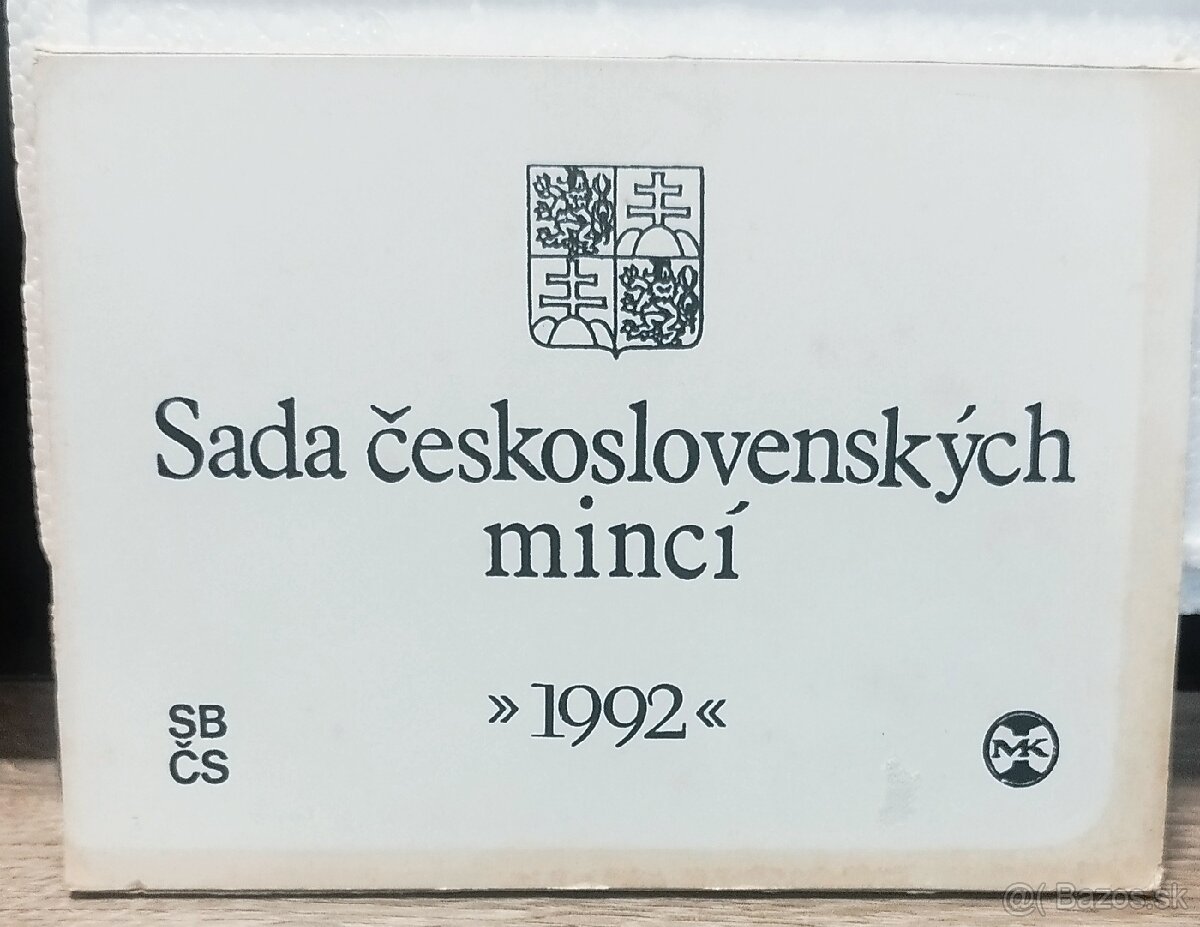 Sada československých
mincí
»1992«
SB
ČS
MK
@( Bazos.sk